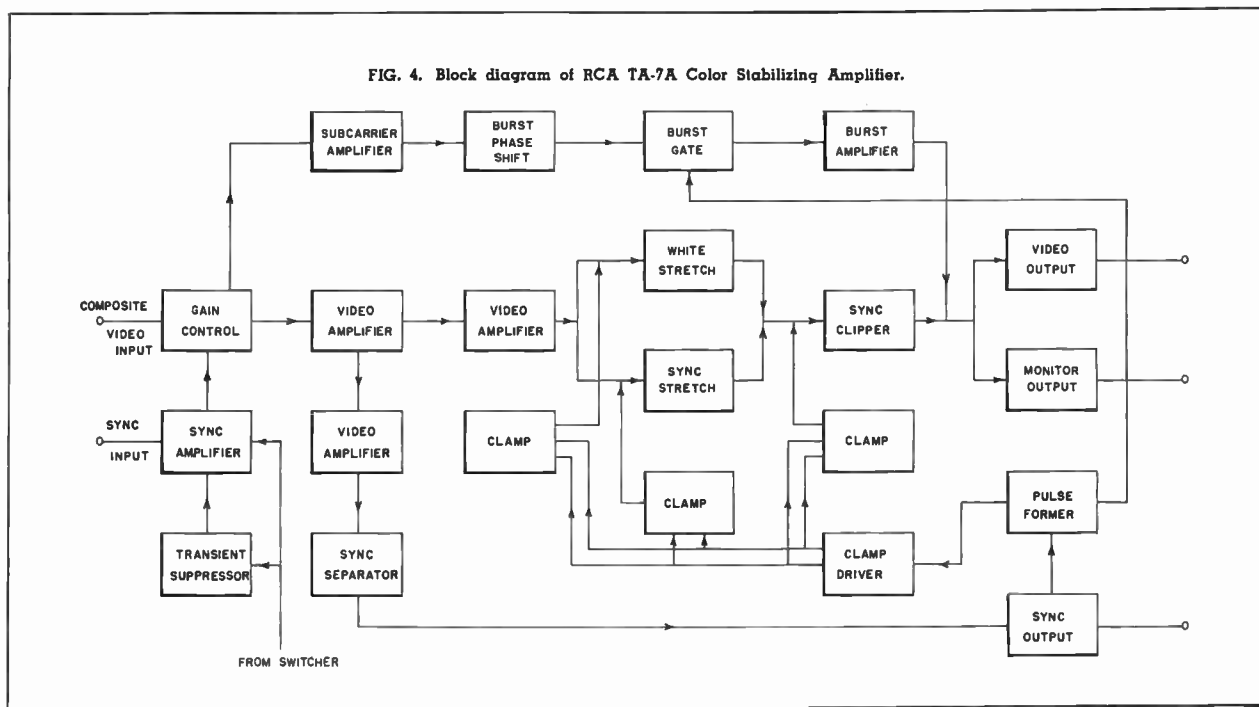 FIG. 4. Block diagram of RCA TA-7A Color Stabilizing Amplifier.
SUBCARRIER
AMPLIFIER
BURST
PHASE
SHIFT
BURST
GATE
BURST
AMPLIFIER
WHITE
STRETCH
VIDEO
OUTPUT
COMPOSITE
VIDEO
INPUT
GAIN
CONTROL
VIDEO
AMPLIFIER
VIDEO
AMPLIFIER
SYNC
CLIPPER
SYNC
STRETCH
MONITOR
OUTPUT
SYNC
INPUT
SYNC
AMPLIFIER
VIDEO
AMPLIFIER
CLAMP
CLAMP
CLAMP
PULSE
FORMER
TRANSIENT
SUPPRESSOR
SYNC
SEPARATOR
CLAMP
DRIVER
SYNC
OUTPUT
FROM SWITCHER